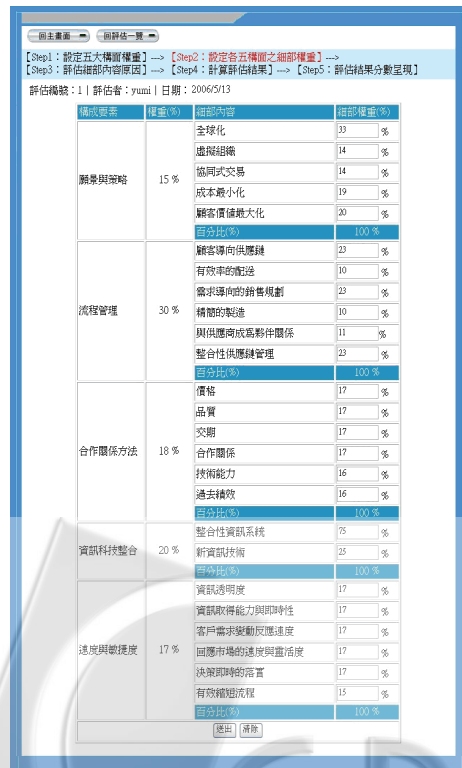 回主畫面 回評估一覽
【Step1：設定五大構面權重】---> 【Step2：設定各五構面之細部權重】--->
【Step3：評估細部內容原因】---> 【Step4：計算評估結果】---> 【Step5：評估結果分數呈現】
評估編號：1 | 評估者：yumi | 日期：2006/5/13
構成要素 權重(%) 細部內容 細部權重(%)
全球化 33 %
虛擬組織 14 %
協同式交易 14 %
願景與策略 15 %
成本最小化 19 %
顧客價值最大化 20 %
百分比(%) 100 %
顧客導向供應鏈 23 %
有效率的配送 10 %
需求導向的銷售規劃 23 %
流程管理 30 %
精簡的製造 10 %
與供應商成為夥伴關係 11 %
整合性供應鏈管理 23 %
百分比(%) 100 %
價格 17 %
品質 17 %
交期 17 %
合作關係方法 18 %
合作關係 17 %
技術能力 16 %
過去績效 16 %
百分比(%) 100 %
整合性資訊系統 75 %
資訊科技整合 20 %
新資訊技術 25 %
百分比(%) 100 %
資訊透明度 17 %
資訊取得能力與即時性 17 %
客戶需求變動反應速度 17 %
速度與敏捷度 17 %
回應市場的速度與靈活度 17 %
決策即時的落實 17 %
有效縮短流程 15 %
百分比(%) 100 %
送出 清除